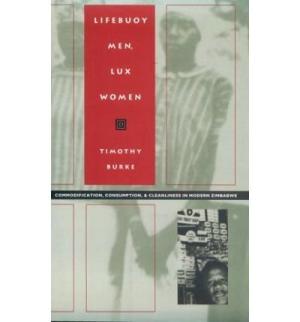 LIFEBUOY
MEN,
LUX
WOMEN
TIMOTHY
BURKE
COMMODIFICATION, CONSUMPTION, & CLEANLINESS IN MODERN ZIMBABWE